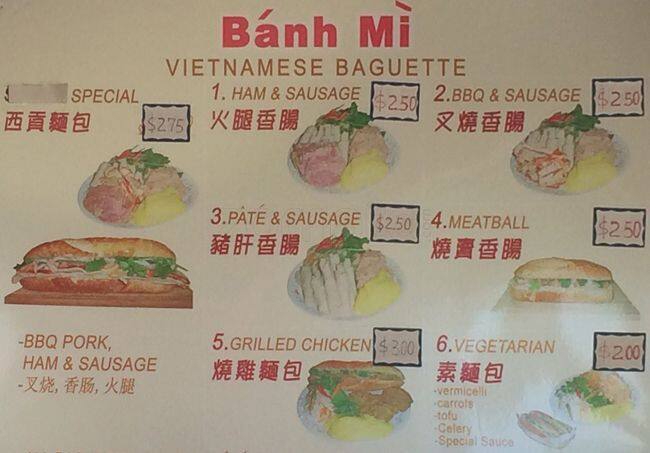 Bánh Mì
VIETNAMESE BAGUETTE
SPECIAL
西貢麵包
$2.75
-BBQ PORK,
HAM & SAUSAGE
-叉烧, 香肠, 火腿
1. HAM & SAUSAGE
火腿香腸
$2.50
2.BBQ & SAUSAGE
叉燒香腸
$2.50
3.PÂTÉ & SAUSAGE
豬肝香腸
$2.50
4.MEATBALL
燒賣香腸
$2.50
5.GRILLED CHICKEN
燒雞麵包
$3.00
6.VEGETARIAN
素麵包
$2.00
-vermicelli
-carrots
-tofu
-Celery
-Special Sauce